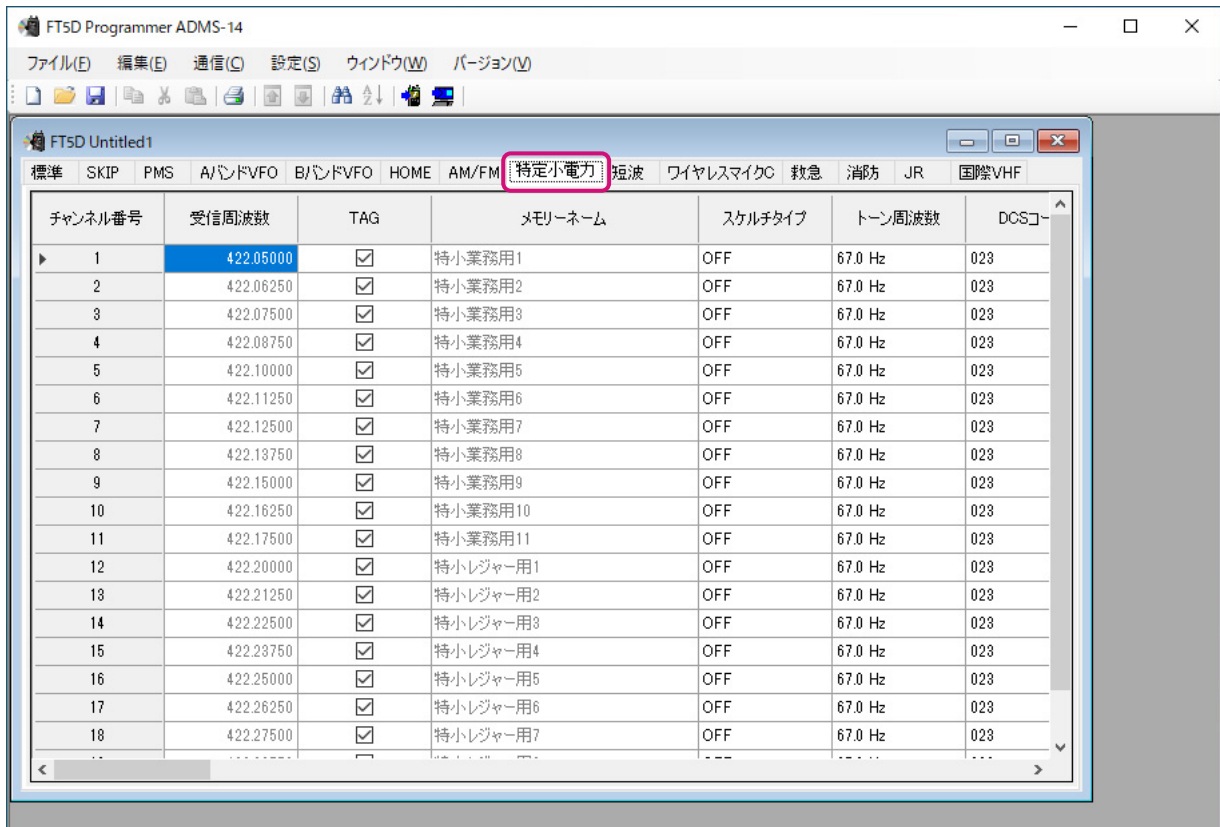 FT5D Programmer ADMS-14
ファイル(F) 編集(E) 通信(C) 設定(S) ウィンドウ(W) バージョン(V)
FT5D Untitled1
標準 SKIP PMS AバンドVFO BバンドVFO HOME AM/FM 特定小電力 短波 ワイヤレスマイクC 救急 消防 JR 国際VHF
チャンネル番号 受信周波数 TAG メモリーネーム スケルチタイプ トーン周波数 DCSコー
1 422.05000 特小業務用1 OFF 67.0 Hz 023
2 422.06250 特小業務用2 OFF 67.0 Hz 023
3 422.07500 特小業務用3 OFF 67.0 Hz 023
4 422.08750 特小業務用4 OFF 67.0 Hz 023
5 422.10000 特小業務用5 OFF 67.0 Hz 023
6 422.11250 特小業務用6 OFF 67.0 Hz 023
7 422.12500 特小業務用7 OFF 67.0 Hz 023
8 422.13750 特小業務用8 OFF 67.0 Hz 023
9 422.15000 特小業務用9 OFF 67.0 Hz 023
10 422.16250 特小業務用10 OFF 67.0 Hz 023
11 422.17500 特小業務用11 OFF 67.0 Hz 023
12 422.20000 特小レジャー用1 OFF 67.0 Hz 023
13 422.21250 特小レジャー用2 OFF 67.0 Hz 023
14 422.22500 特小レジャー用3 OFF 67.0 Hz 023
15 422.23750 特小レジャー用4 OFF 67.0 Hz 023
16 422.25000 特小レジャー用5 OFF 67.0 Hz 023
17 422.26250 特小レジャー用6 OFF 67.0 Hz 023
18 422.27500 特小レジャー用7 OFF 67.0 Hz 023